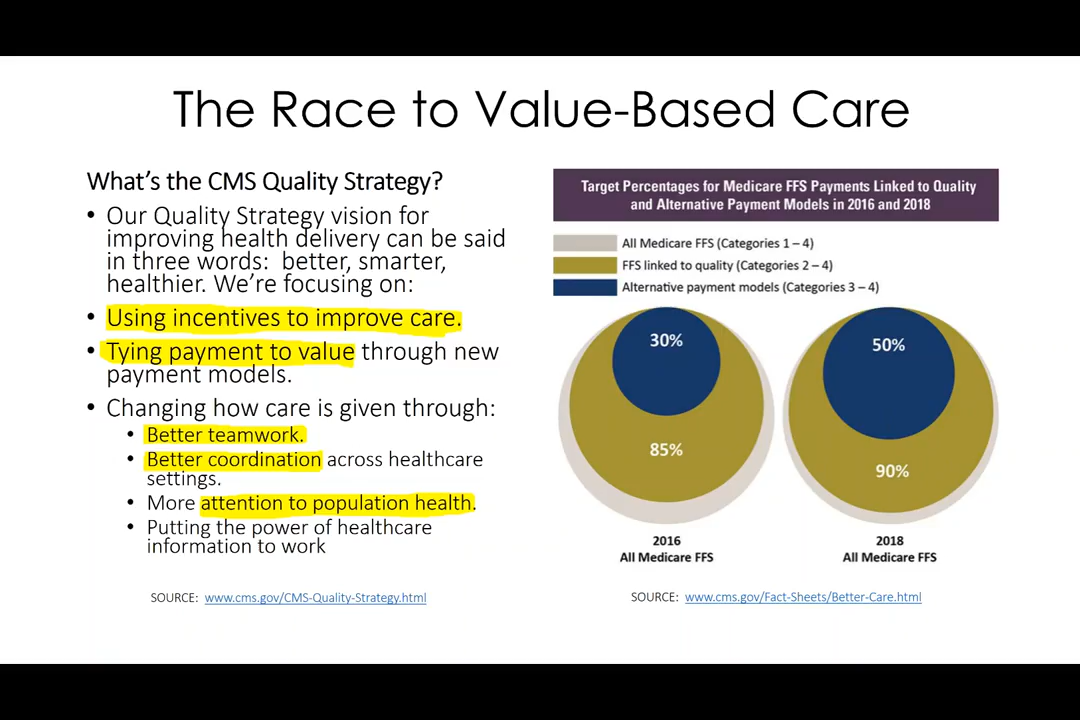 The Race to Value-Based Care
What's the CMS Quality Strategy?
• Our Quality Strategy vision for
improving health delivery can be said
in three words:  better, smarter,
healthier. We're focusing on:
• Using incentives to improve care.
• Tying payment to value through new
payment models.
• Changing how care is given through:
• Better teamwork.
• Better coordination across healthcare
settings.
• More attention to population health.
• Putting the power of healthcare
information to work
SOURCE:  www.cms.gov/CMS-Quality-Strategy.html
Target Percentages for Medicare FFS Payments Linked to Quality
and Alternative Payment Models in 2016 and 2018
All Medicare FFS (Categories 1 – 4)
FFS linked to quality (Categories 2 – 4)
Alternative payment models (Categories 3 – 4)
30%
85%
2016
All Medicare FFS
50%
90%
2018
All Medicare FFS
SOURCE:  www.cms.gov/Fact-Sheets/Better-Care.html